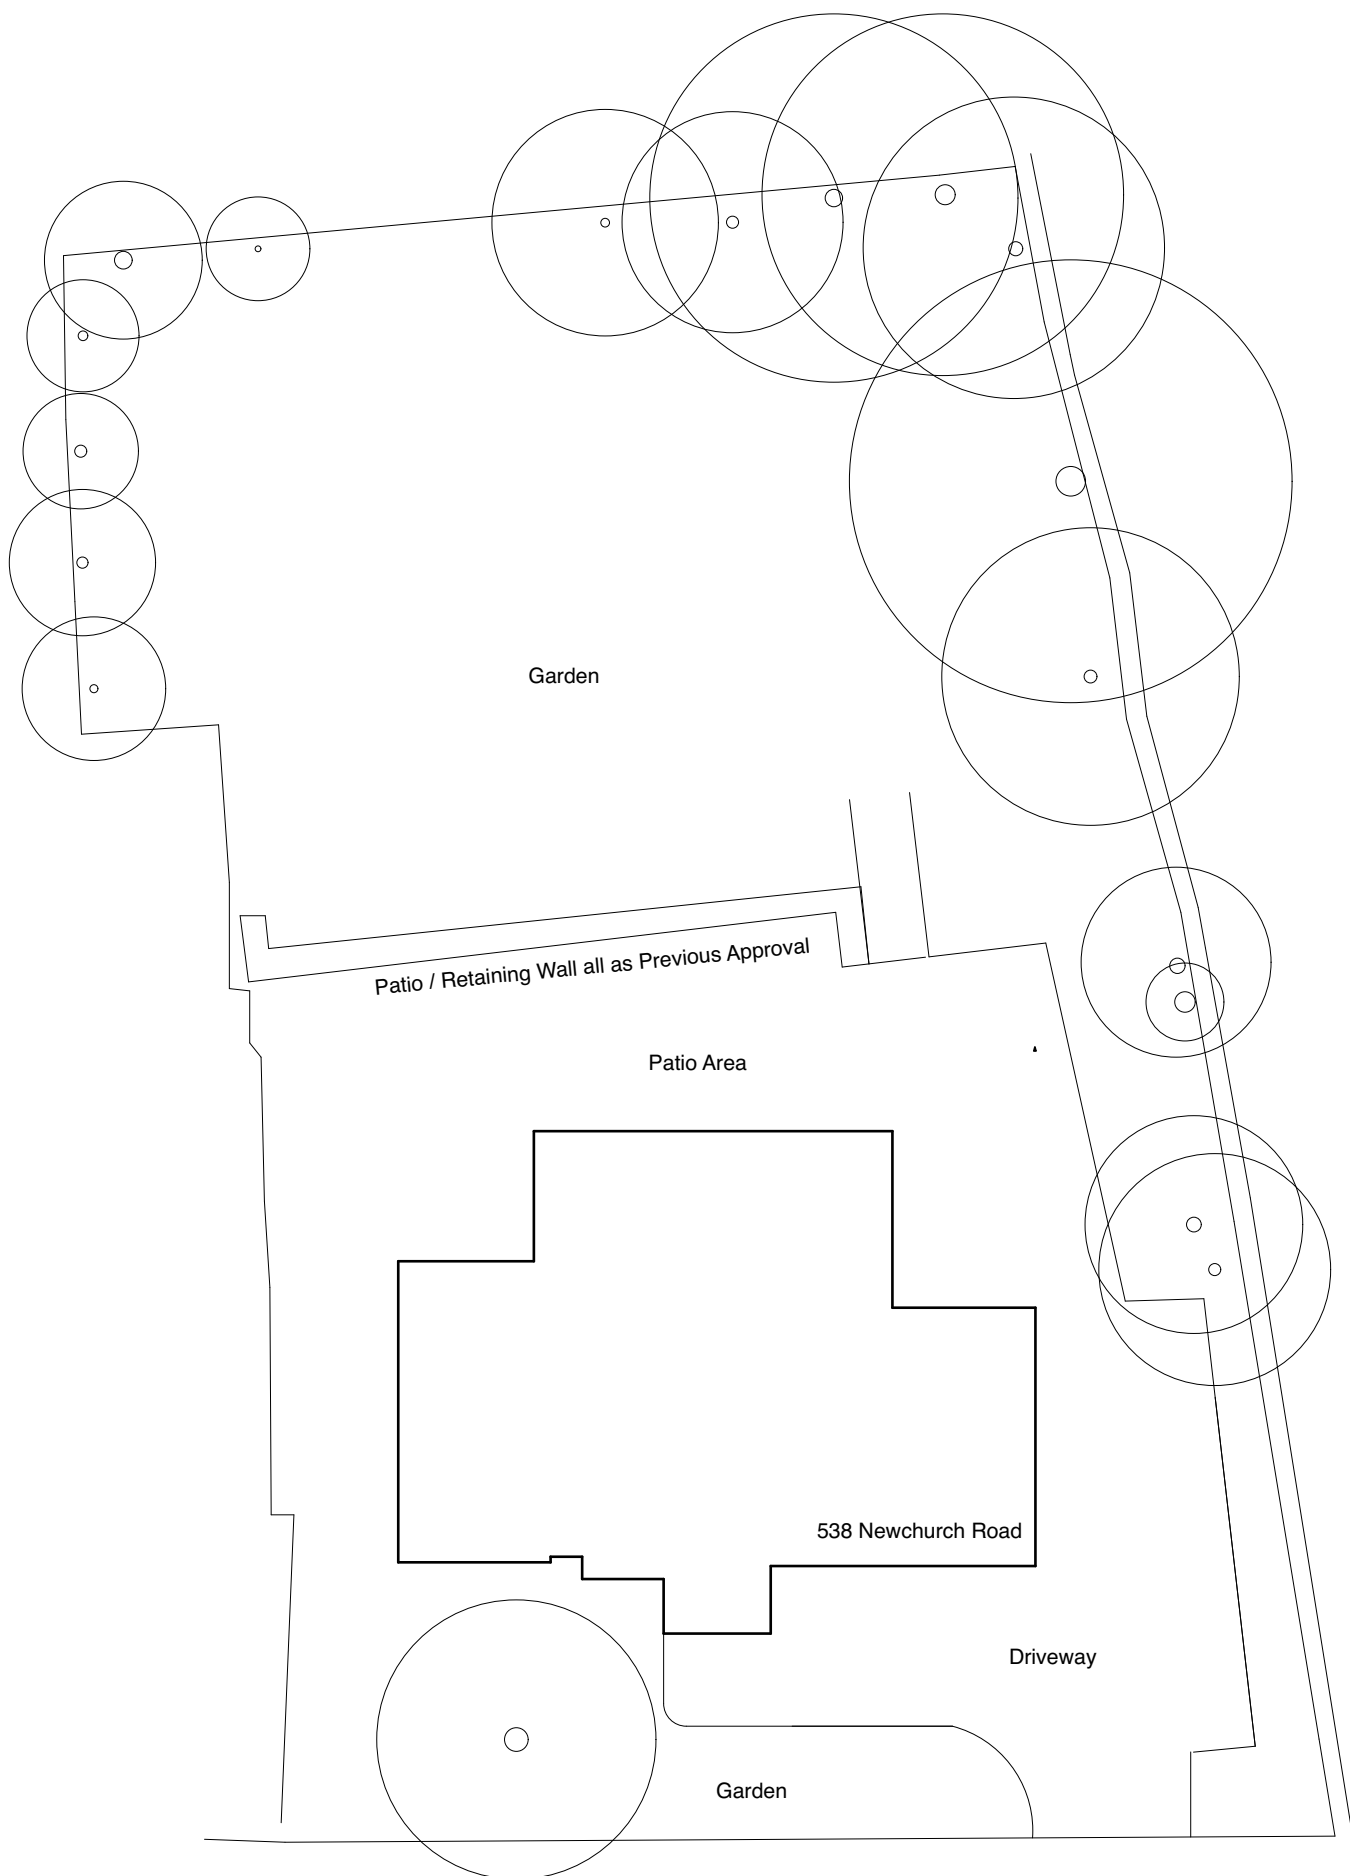 Garden
Patio / Retaining Wall all as Previous Approval
Patio Area
538 Newchurch Road
Driveway
Garden